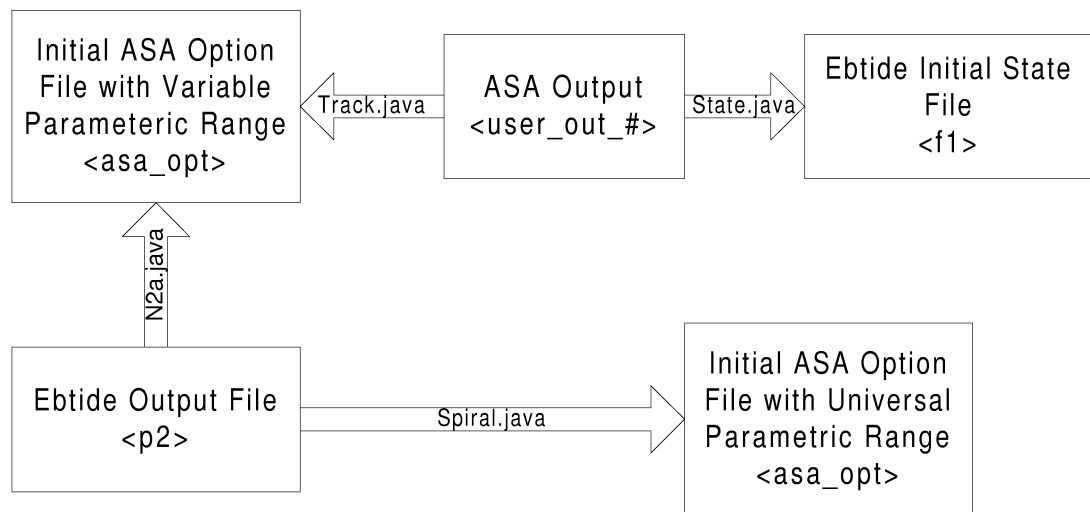 Initial ASA Option
File with Variable
Parameteric Range
<asa_opt>
Track.java
ASA Output
<user_out_#>
State.java
Ebtide Initial State
File
<f1>
N2a.java
Ebtide Output File
<p2>
Spiral.java
Initial ASA Option
File with Universal
Parametric Range
<asa_opt>